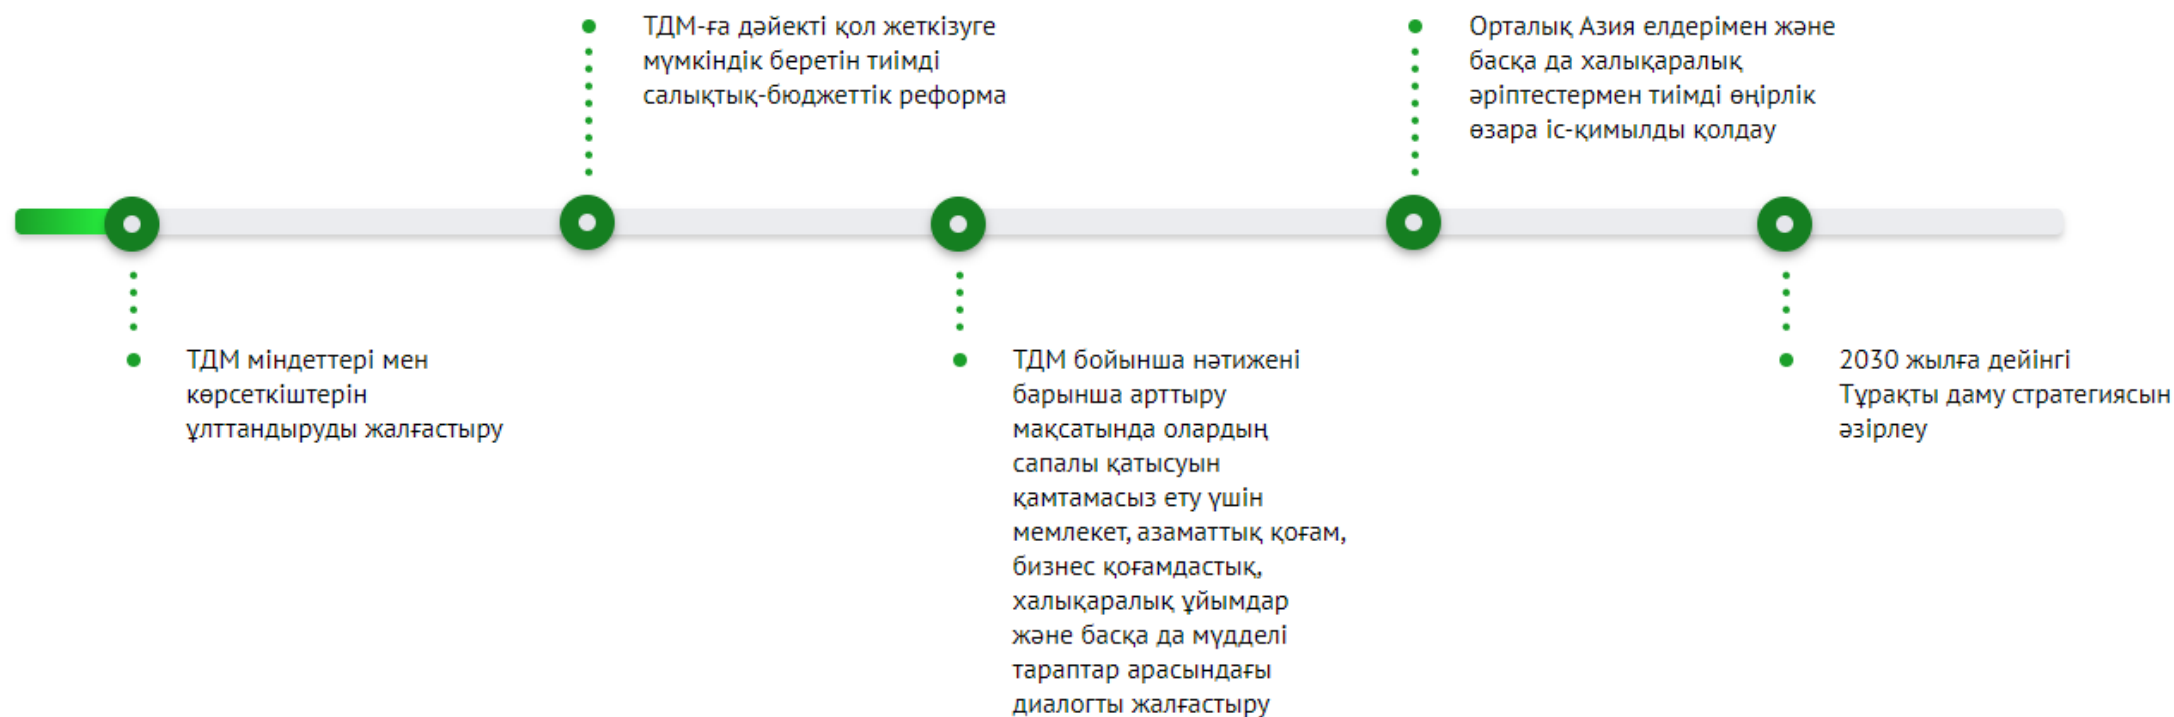 ТДМ-ға дәйекті қол жеткізуге
мүмкіндік беретін тиімді
салықтық-бюджеттік реформа
Орталық Азия елдерімен және
басқа да халықаралық
әріптестермен тиімді өңірлік
өзара іс-қимылды қолдау
ТДМ міндеттері мен
көрсеткіштерін
ұлттандыруды жалғастыру
ТДМ бойынша нәтижені
барынша арттыру
мақсатында олардың
сапалы қатысуын
қамтамасыз ету үшін
мемлекет, азаматтық қоғам,
бизнес қоғамдастық,
халықаралық ұйымдар
және басқа да мүдделі
тараптар арасындағы
диалогты жалғастыру
2030 жылға дейінгі
Тұрақты даму стратегиясын
әзірлеу